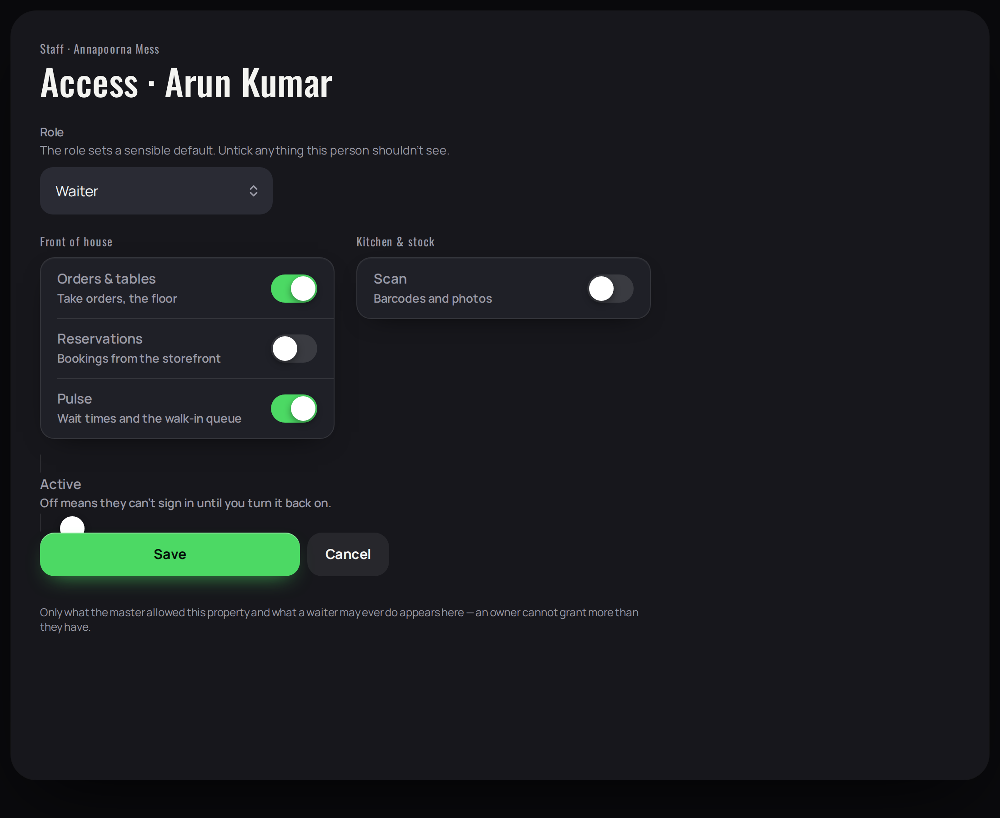 Staff · Annapoorna Mess
Access · Arun Kumar
Role
The role sets a sensible default. Untick anything this person shouldn’t see.
Waiter
Front of house
Orders & tables
Take orders, the floor
Reservations
Bookings from the storefront
Pulse
Wait times and the walk-in queue
Kitchen & stock
Scan
Barcodes and photos
Active
Off means they can’t sign in until you turn it back on.
Save
Cancel
Only what the master allowed this property and what a waiter may ever do appears here — an owner cannot grant more than
they have.